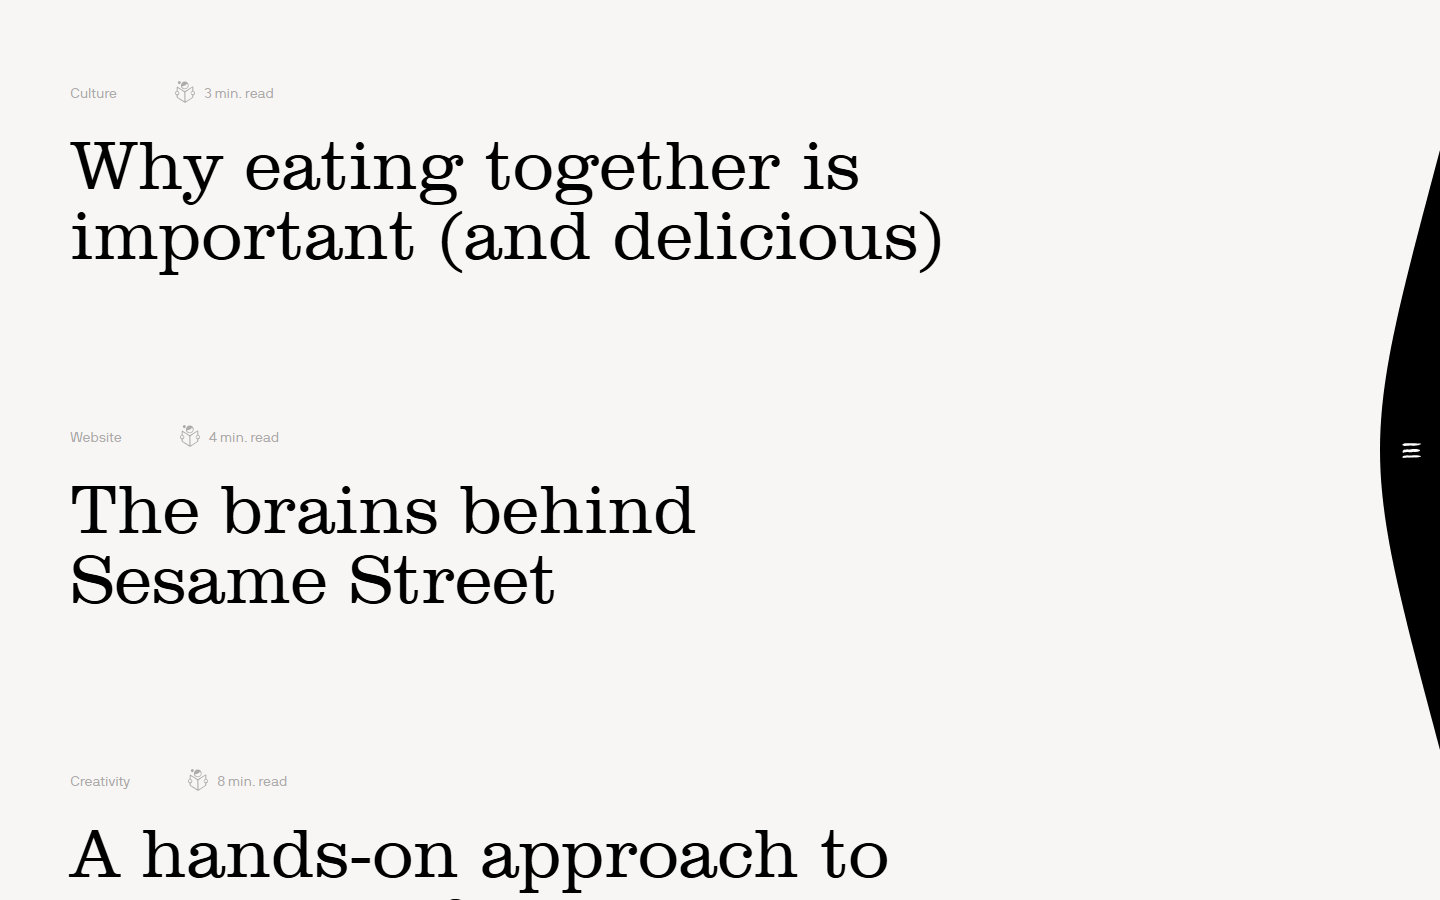 Culture
3 min. read
Why eating together is
important (and delicious)
Website
4 min. read
The brains behind
Sesame Street
Creativity
8 min. read
A hands-on approach to